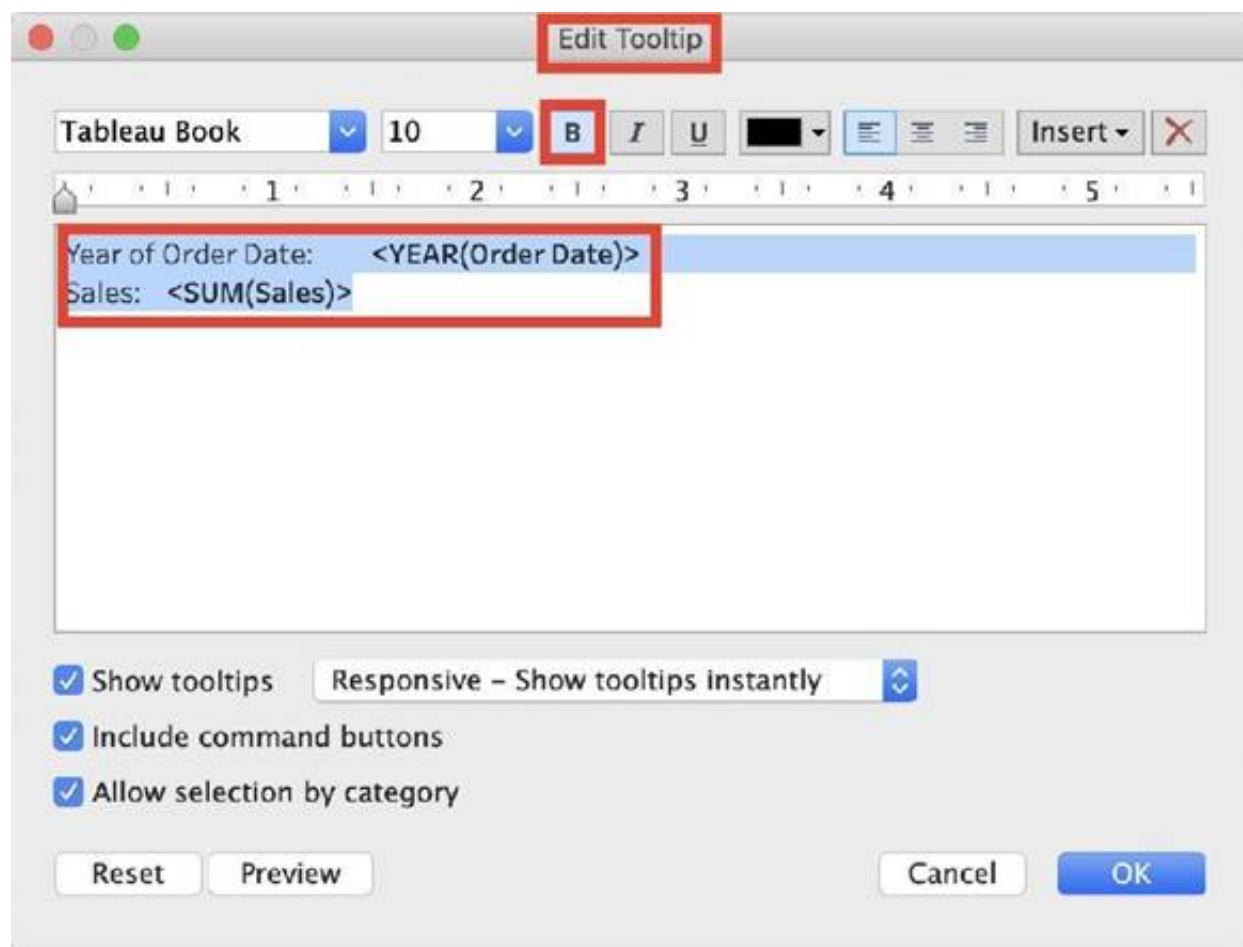 Edit Tooltip
Tableau Book 10 B I U Insert
1 2 3 4 5
Year of Order Date: <YEAR(Order Date)>
Sales: <SUM(Sales)>
Show tooltips Responsive – Show tooltips instantly
Include command buttons
Allow selection by category
Reset Preview Cancel OK